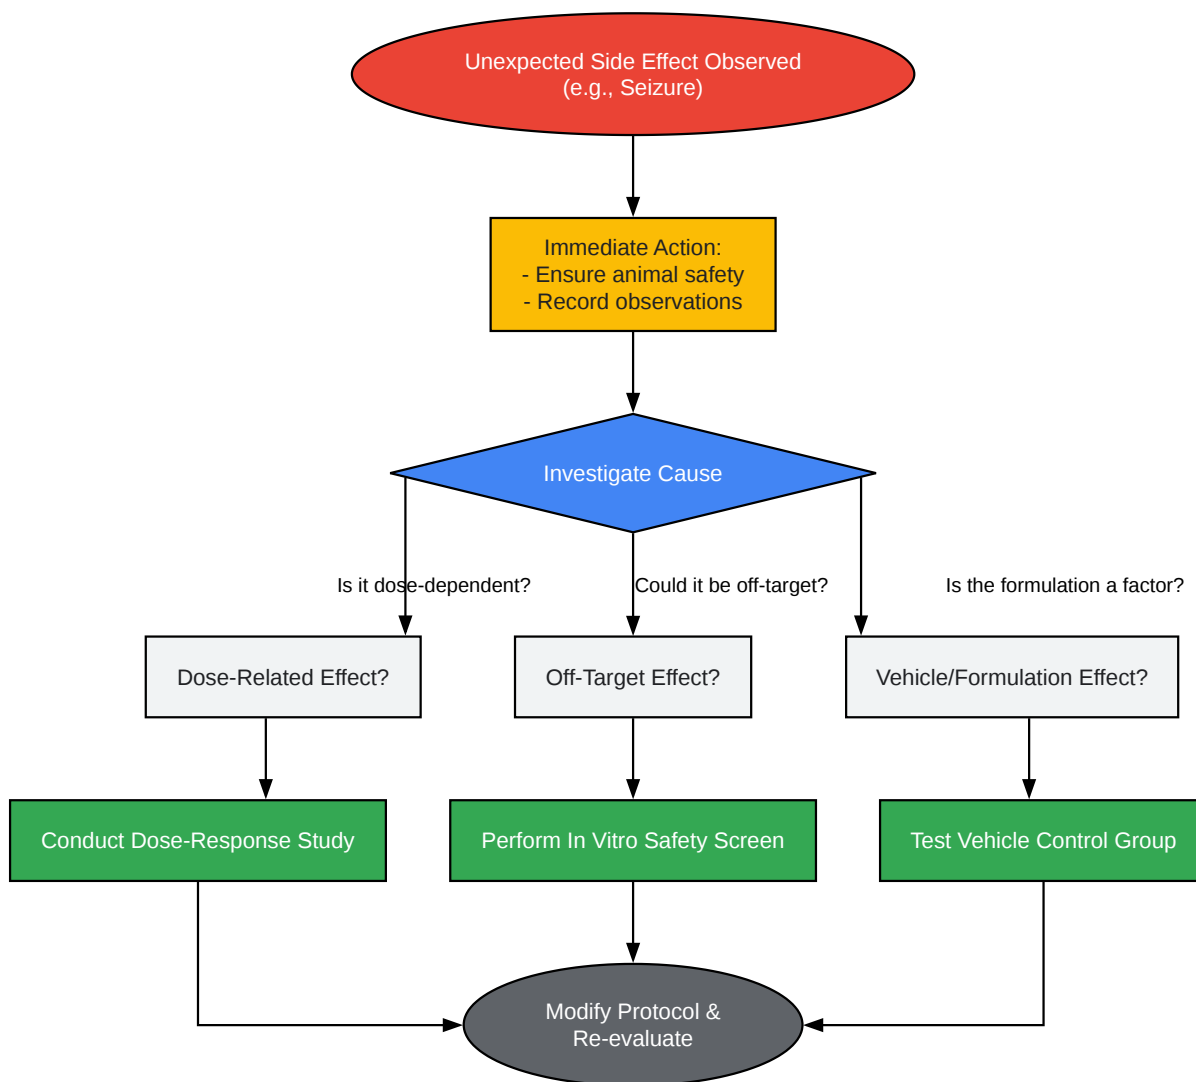 Unexpected Side Effect Observed
(e.g., Seizure)
Immediate Action:
- Ensure animal safety
- Record observations
Investigate Cause
Is it dose-dependent?
Could it be off-target?
Is the formulation a factor?
Dose-Related Effect?
Off-Target Effect?
Vehicle/Formulation Effect?
Conduct Dose-Response Study
Perform In Vitro Safety Screen
Test Vehicle Control Group
Modify Protocol &
Re-evaluate